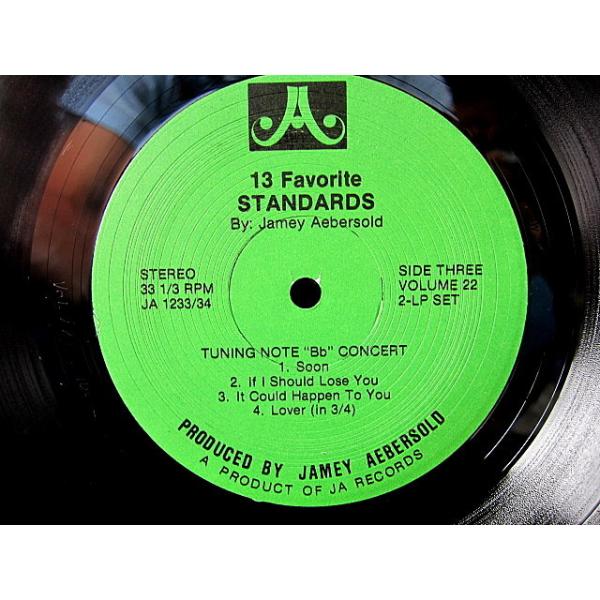 13 Favorite
STANDARDS
By: Jamey Aebersold
STEREO
33 1/3 RPM
JA 1233/34
SIDE THREE
VOLUME 22
2-LP SET
TUNING NOTE "Bb" CONCERT
1. Soon
2. If I Should Lose You
3. It Could Happen To You
4. Lover (in 3/4)
PRODUCED BY JAMEY AEBERSOLD
A PRODUCT OF JA RECORDS